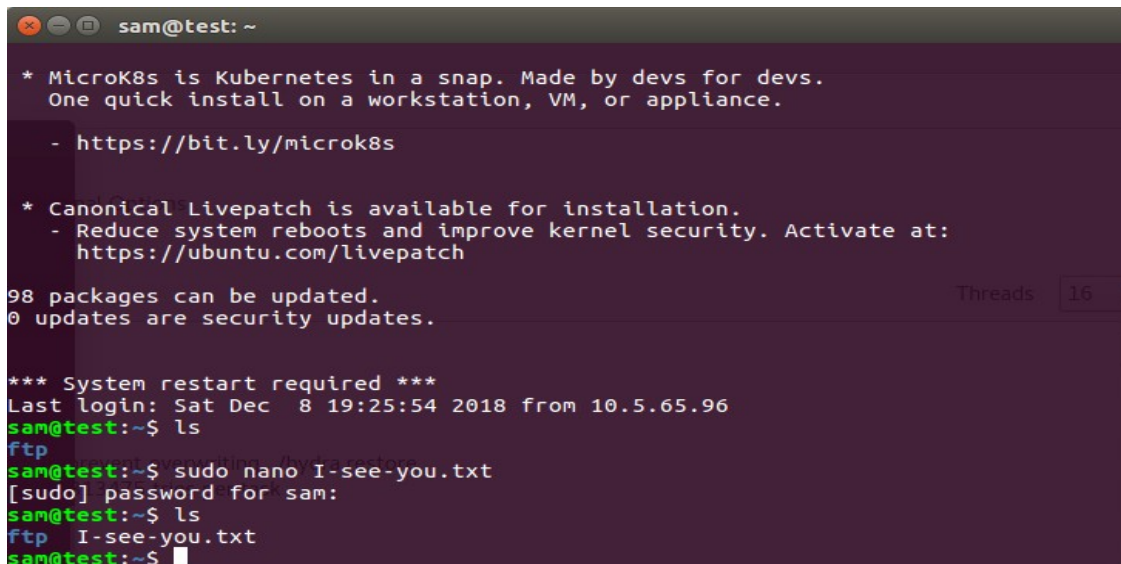 sam@test: ~
* MicroK8s is Kubernetes in a snap. Made by devs for devs.
One quick install on a workstation, VM, or appliance.
- https://bit.ly/microk8s
* Canonical Livepatch is available for installation.
- Reduce system reboots and improve kernel security. Activate at:
https://ubuntu.com/livepatch
98 packages can be updated.
Threads 16
0 updates are security updates.
*** System restart required ***
Last login: Sat Dec  8 19:25:54 2018 from 10.5.65.96
sam@test:~$ ls
ftp
sam@test:~$ sudo nano I-see-you.txt
[sudo] password for sam:
sam@test:~$ ls
ftp  I-see-you.txt
sam@test:~$